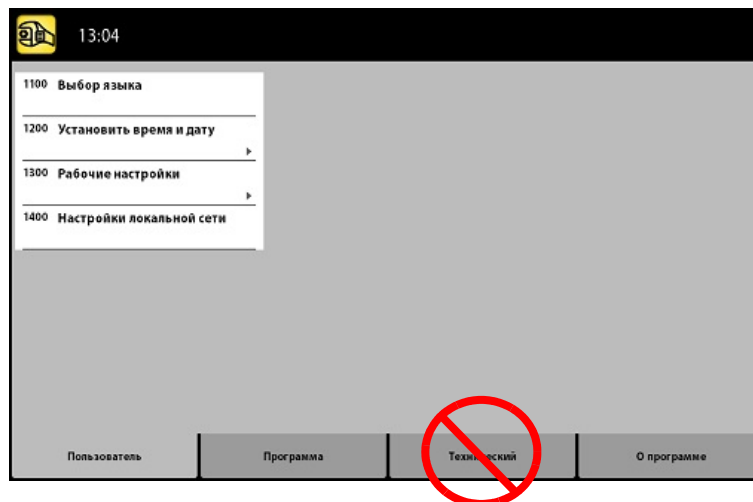 13:04
1100 Выбор языка
1200 Установить время и дату
1300 Рабочие настройки
1400 Настройки локальной сети
Пользователь Программа Технический О программе